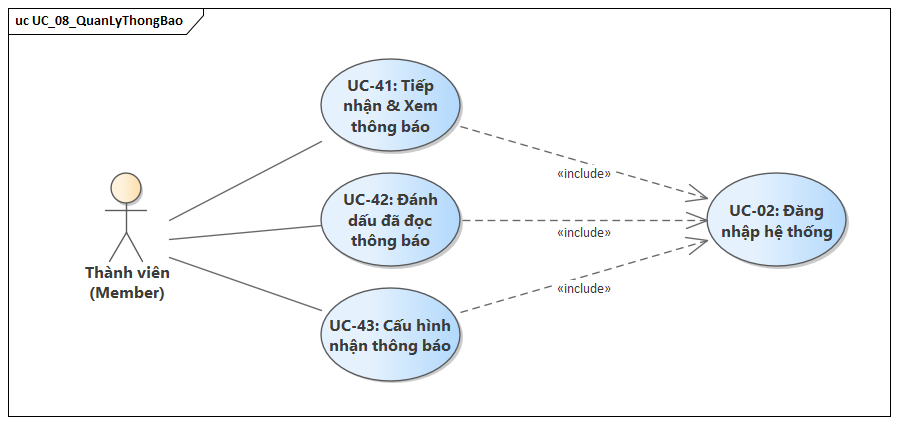 uc UC_08_QuanLyThongBao
UC-41: Tiếp
nhận & Xem
thông báo
«include»
UC-42: Đánh
dấu đã đọc
thông báo
«include»
UC-02: Đăng
nhập hệ thống
Thành viên
(Member)
UC-43: Cấu hình
nhận thông báo
«include»